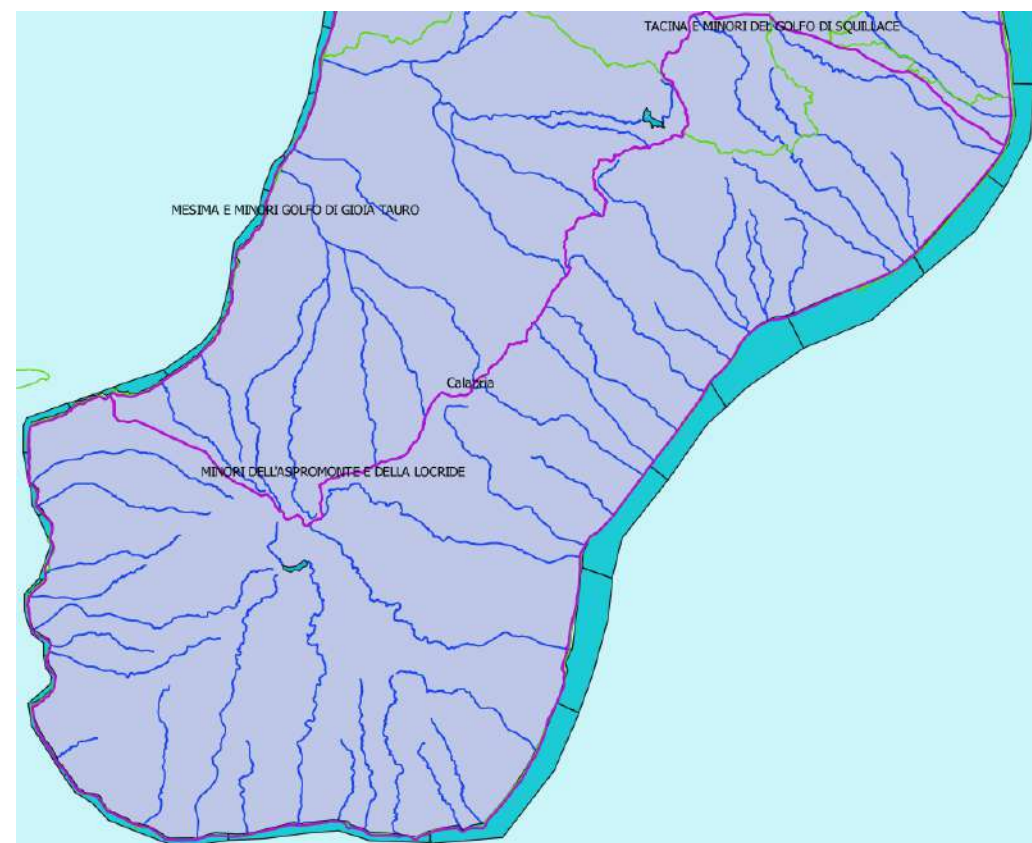 TACINA E MINORI DEL GOLFO DI SQUILLACE
MESIMA E MINORI GOLFO DI GIOIA TAURO
Calabria
MINORI DELL'ASPROMONTE E DELLA LOCRIDE